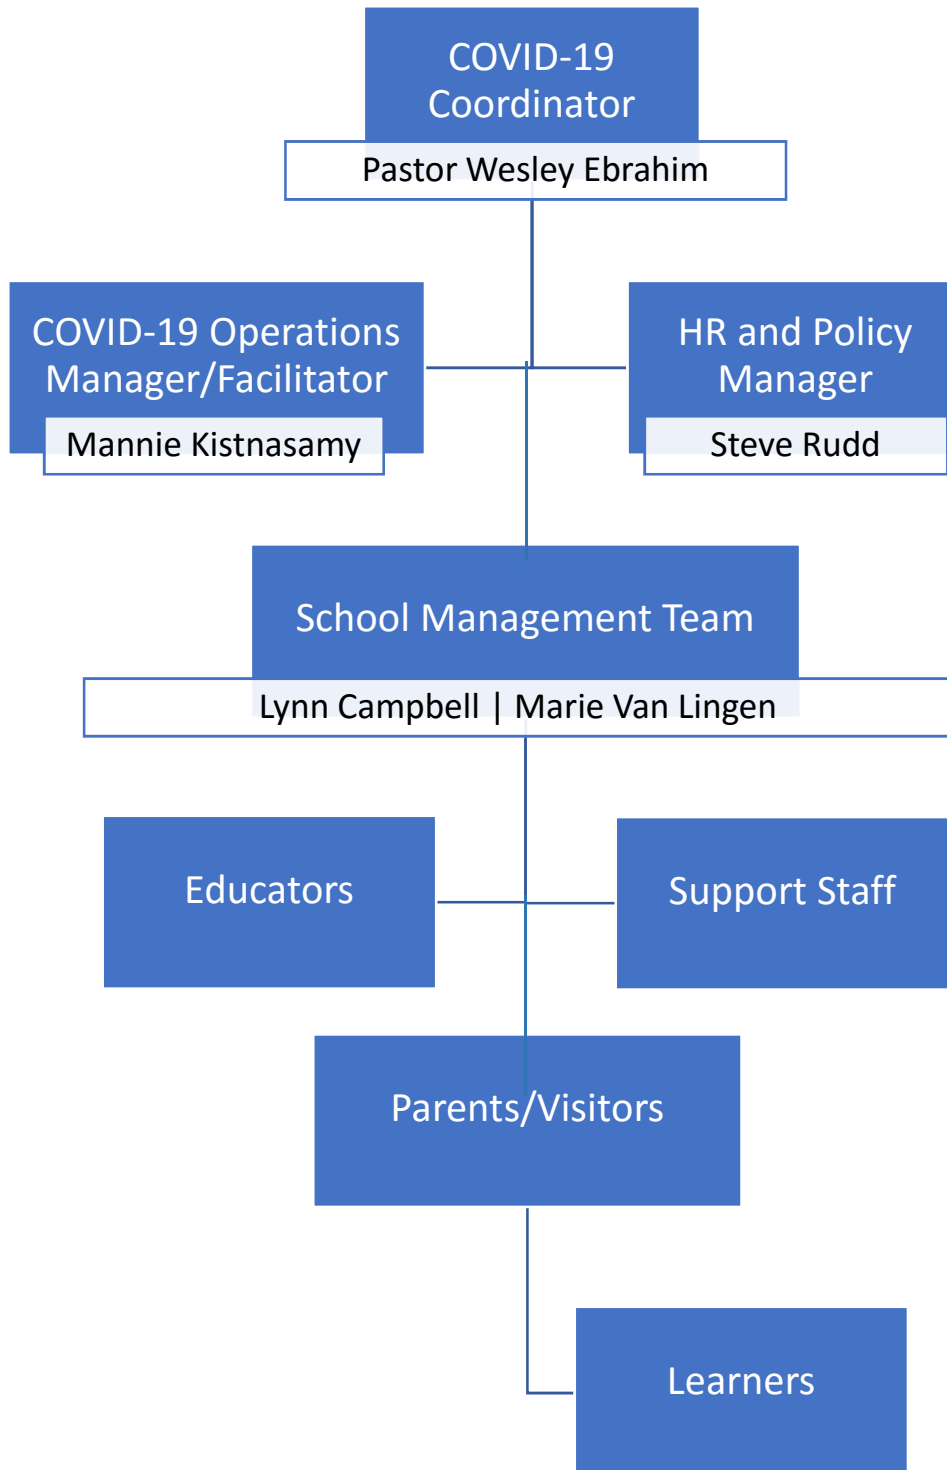 COVID-19
Coordinator
Pastor Wesley Ebrahim
COVID-19 Operations
Manager/Facilitator
Mannie Kistnasamy
HR and Policy
Manager
Steve Rudd
School Management Team
Lynn Campbell | Marie Van Lingen
Educators
Support Staff
Parents/Visitors
Learners